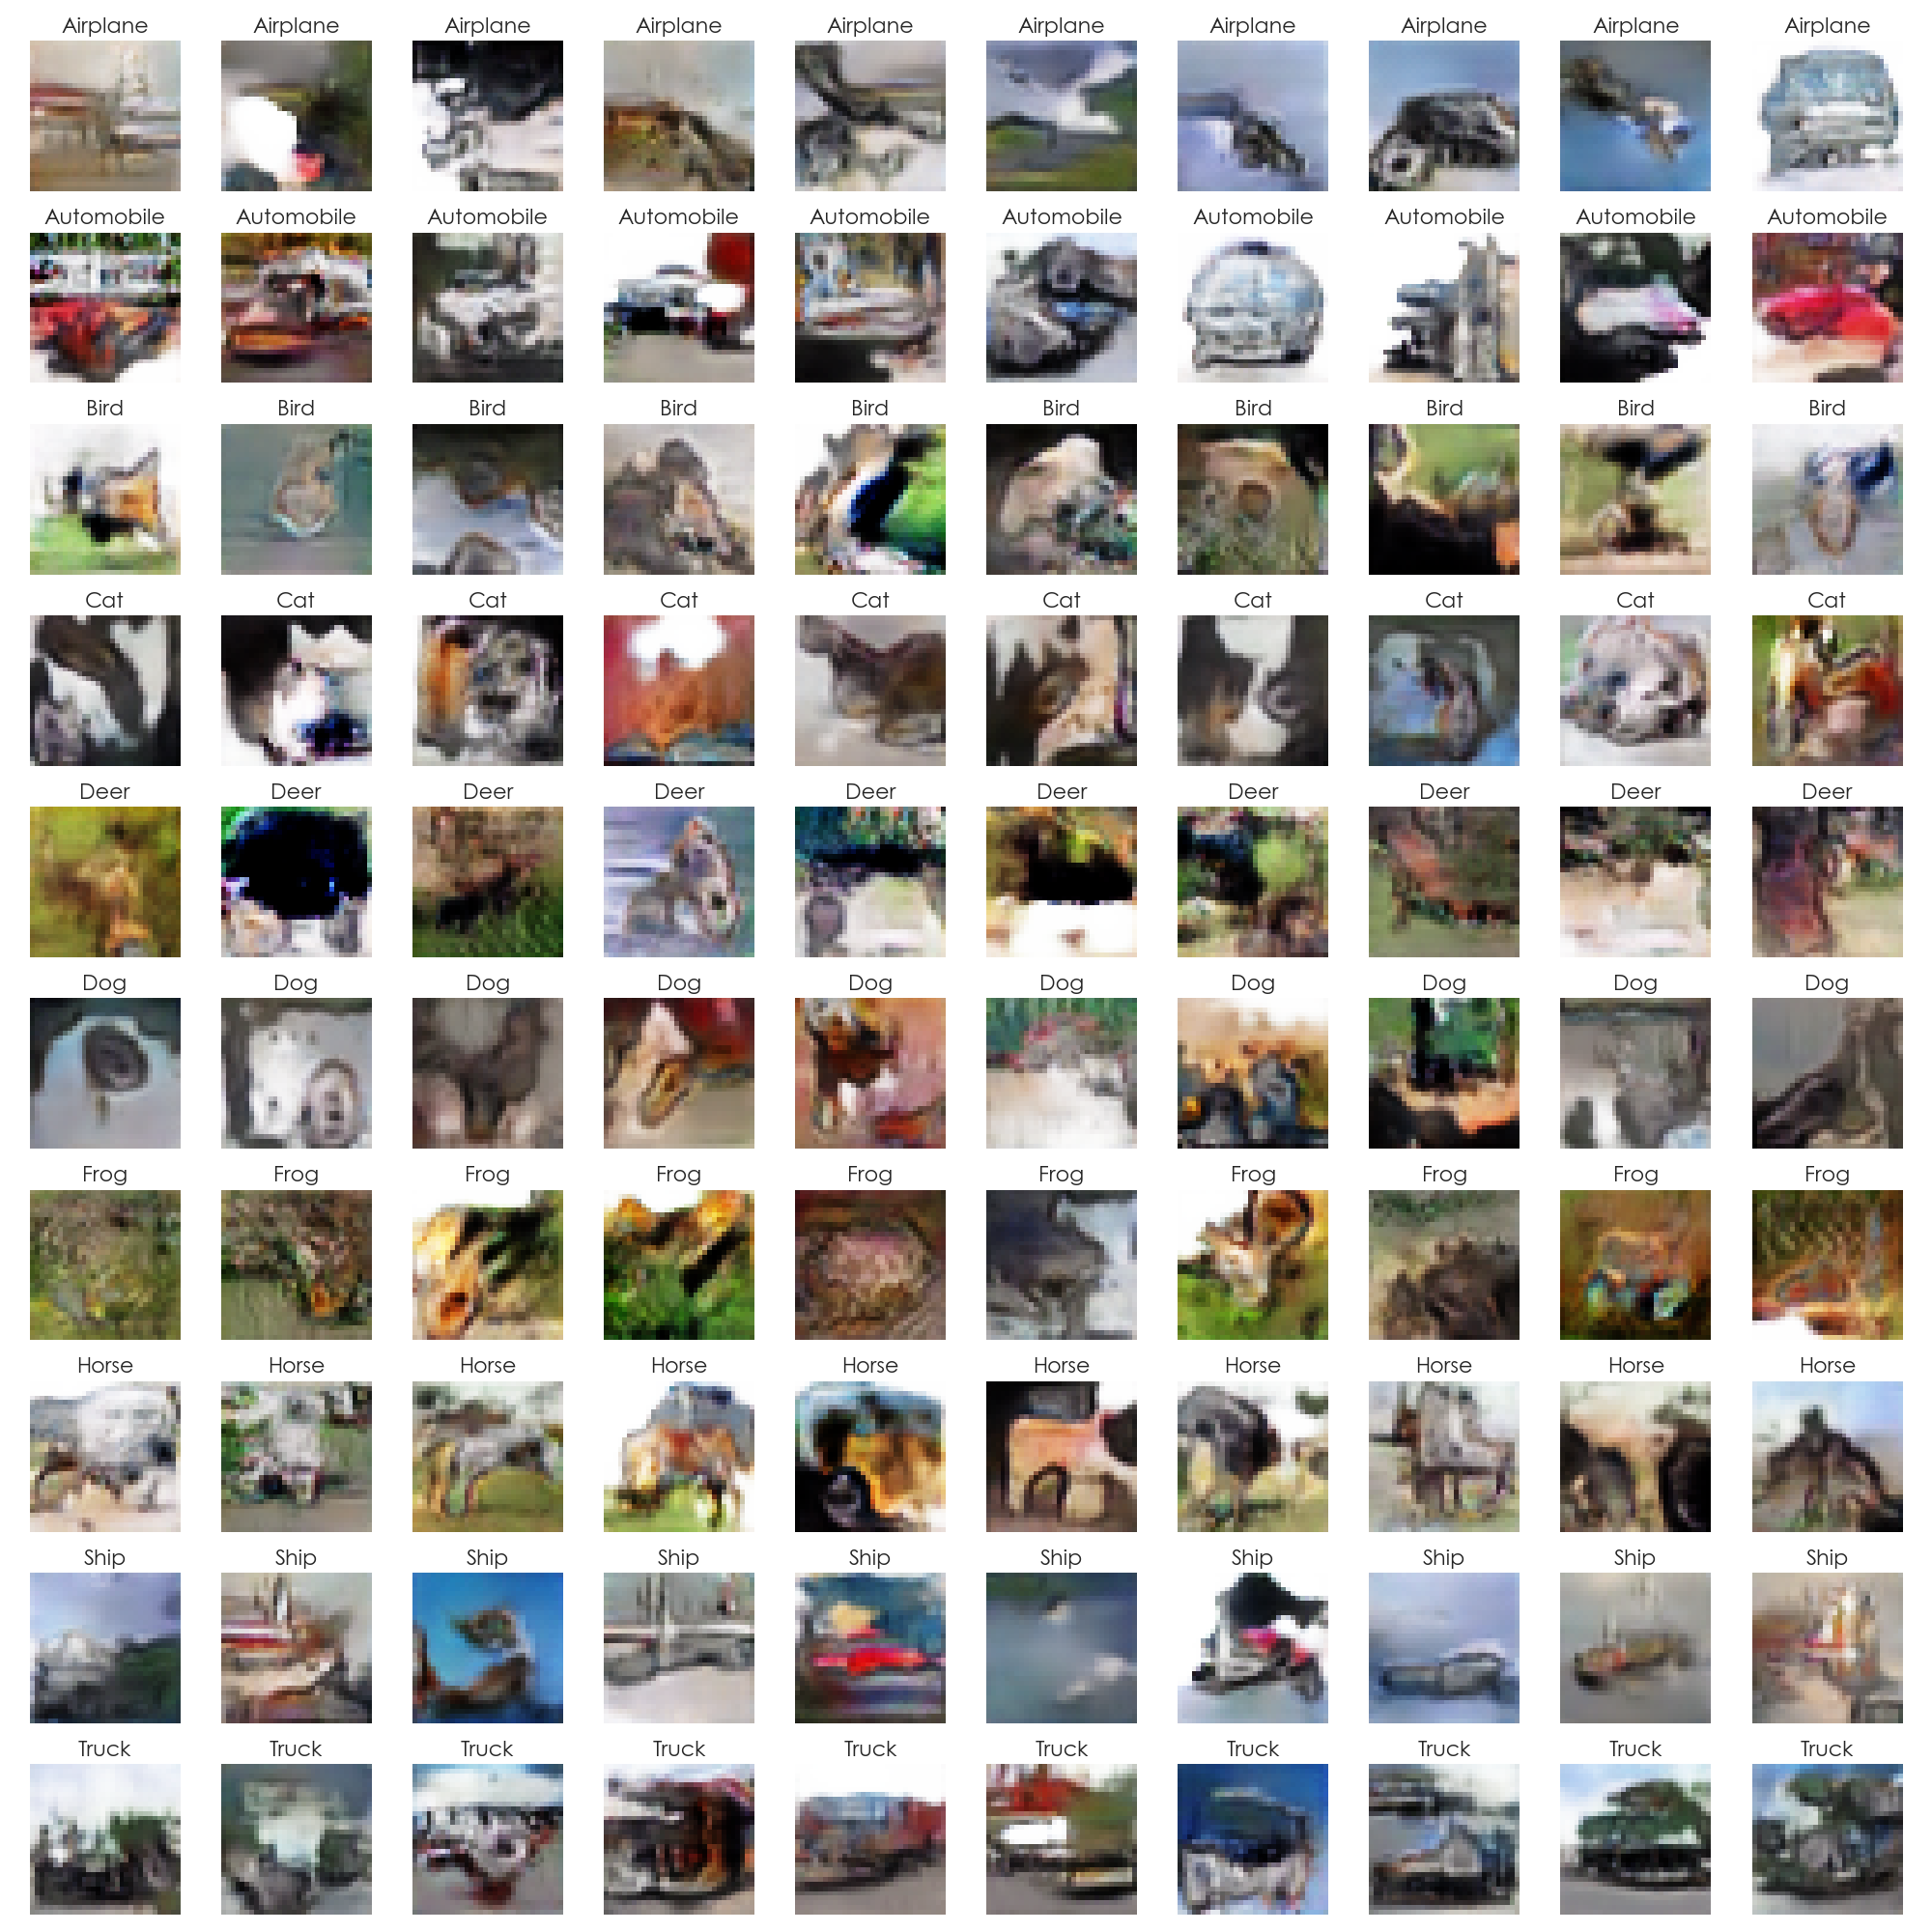 Airplane Airplane Airplane Airplane Airplane Airplane Airplane Airplane Airplane Airplane
Automobile Automobile Automobile Automobile Automobile Automobile Automobile Automobile Automobile Automobile
Bird Bird Bird Bird Bird Bird Bird Bird Bird Bird
Cat Cat Cat Cat Cat Cat Cat Cat Cat Cat
Deer Deer Deer Deer Deer Deer Deer Deer Deer Deer
Dog Dog Dog Dog Dog Dog Dog Dog Dog Dog
Frog Frog Frog Frog Frog Frog Frog Frog Frog Frog
Horse Horse Horse Horse Horse Horse Horse Horse Horse Horse
Ship Ship Ship Ship Ship Ship Ship Ship Ship Ship
Truck Truck Truck Truck Truck Truck Truck Truck Truck Truck